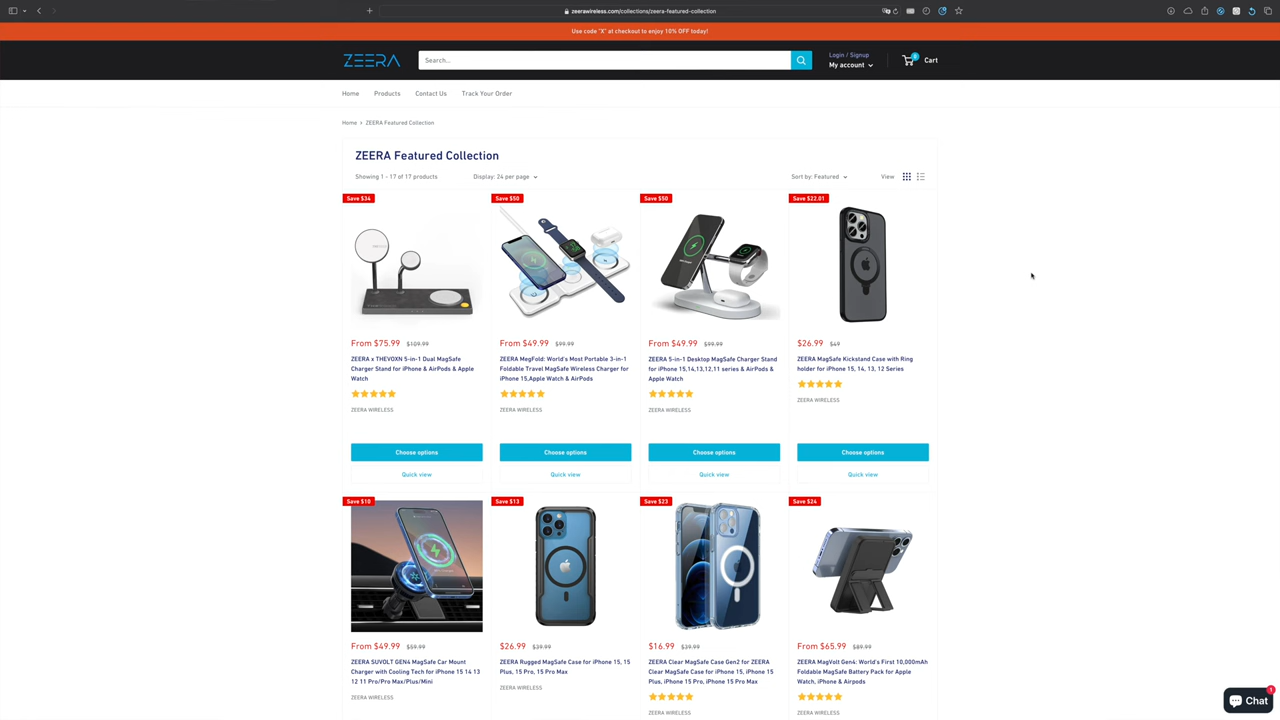 zeerawireless.com/collections/zeera-featured-collection
Use code "X" at checkout to enjoy 10% OFF today!
ZEERA
Search...
Login / Signup
My account
0
Cart
Home
Products
Contact Us
Track Your Order
Home > ZEERA Featured Collection
ZEERA Featured Collection
Showing 1 - 17 of 17 products
Display: 24 per page
Sort by: Featured
View
Save $34
Save $50
Save $50
Save $22.01
From $75.99 $109.99
ZEERA x THEVOXN 5-in-1 Dual MagSafe
Charger Stand for iPhone & AirPods & Apple
Watch
ZEERA WIRELESS
Choose options
Quick view
From $49.99 $99.99
ZEERA MegFold: World's Most Portable 3-in-1
Foldable Travel MagSafe Wireless Charger for
iPhone 15,Apple Watch & AirPods
ZEERA WIRELESS
Choose options
Quick view
From $49.99 $99.99
ZEERA 5-in-1 Desktop MagSafe Charger Stand
for iPhone 15,14,13,12,11 series & AirPods &
Apple Watch
ZEERA WIRELESS
Choose options
Quick view
$26.99 $49
ZEERA MagSafe Kickstand Case with Ring
holder for iPhone 15, 14, 13, 12 Series
ZEERA WIRELESS
Choose options
Quick view
Save $10
Save $13
Save $23
Save $24
From $49.99 $59.99
ZEERA SUVOLT GEN4 MagSafe Car Mount
Charger with Cooling Tech for iPhone 15 14 13
12 11 Pro/Pro Max/Plus/Mini
ZEERA WIRELESS
$26.99 $39.99
ZEERA Rugged MagSafe Case for iPhone 15, 15
Plus, 15 Pro, 15 Pro Max
ZEERA WIRELESS
$16.99 $39.99
ZEERA Clear MagSafe Case Gen2 for ZEERA
Clear MagSafe Case for iPhone 15, iPhone 15
Plus, iPhone 15 Pro, iPhone 15 Pro Max
ZEERA WIRELESS
From $65.99 $89.99
ZEERA MagVolt Gen4: World's First 10,000mAh
Foldable MagSafe Battery Pack for Apple
Watch, iPhone & Airpods
ZEERA WIRELESS
Chat
1